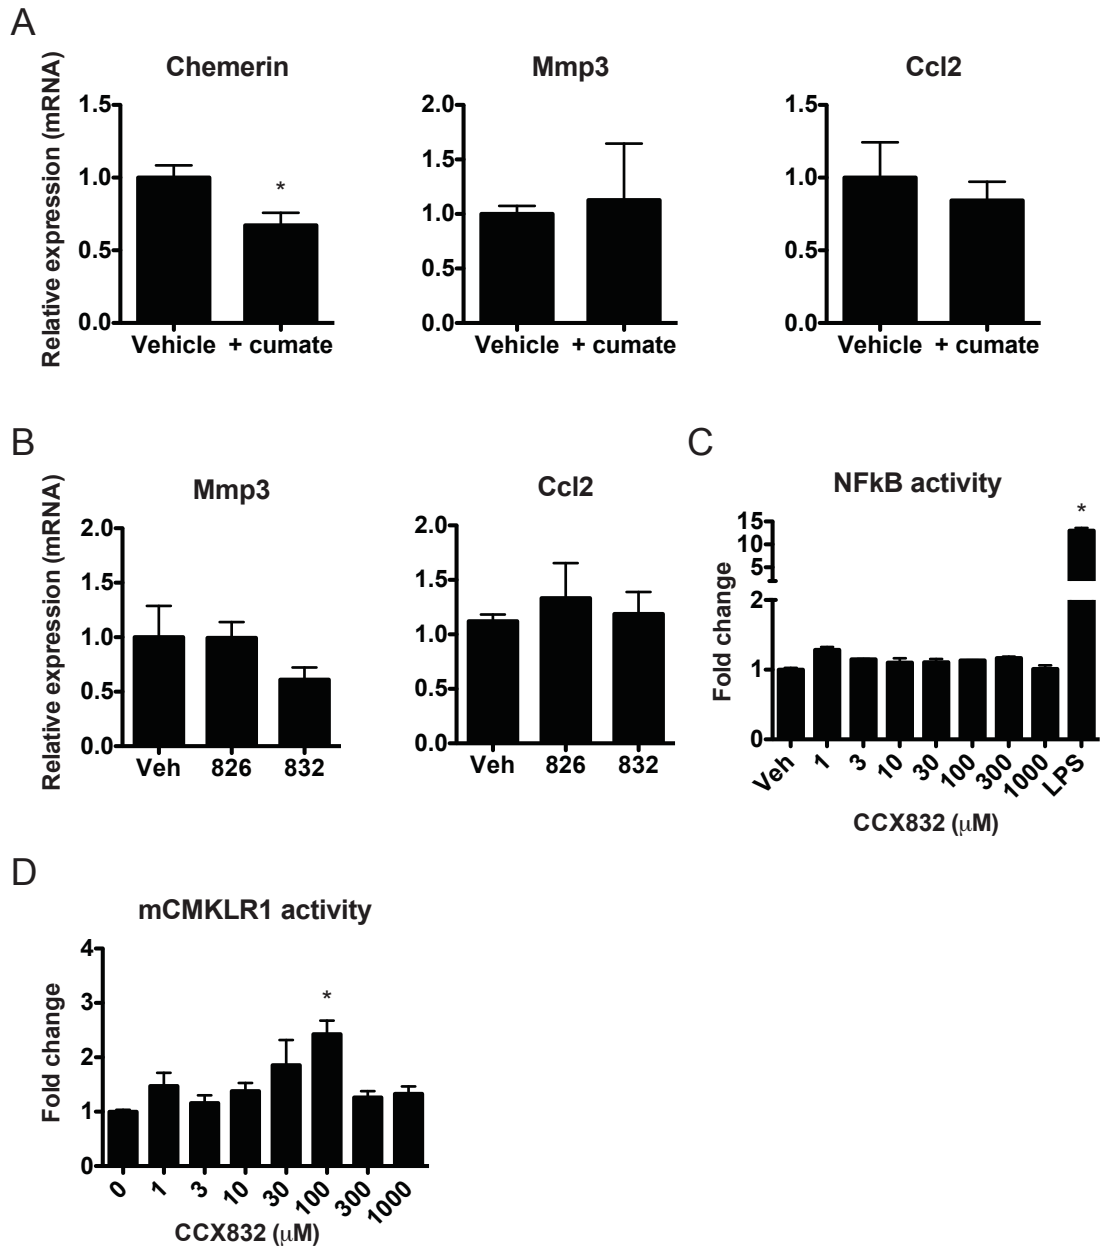 A
Chemerin
Mmp3
Ccl2
Relative expression (mRNA)
1.5
1.0
0.5
0.0
*
Vehicle + cumate
2.0
1.5
1.0
0.5
0.0
Vehicle + cumate
1.5
1.0
0.5
0.0
Vehicle + cumate
B
Mmp3
Relative expression (mRNA)
2.0
1.5
1.0
0.5
0.0
Veh 826 832
Ccl2
2.0
1.5
1.0
0.5
0.0
Veh 826 832
C
NFkB activity
Fold change
15
10
5
2
1
0
*
Veh 1 3 10 30 100 300 1000 LPS
CCX832 (μM)
D
mCMKLR1 activity
Fold change
4
3
2
1
0
*
0 1 3 10 30 100 300 1000
CCX832 (μM)